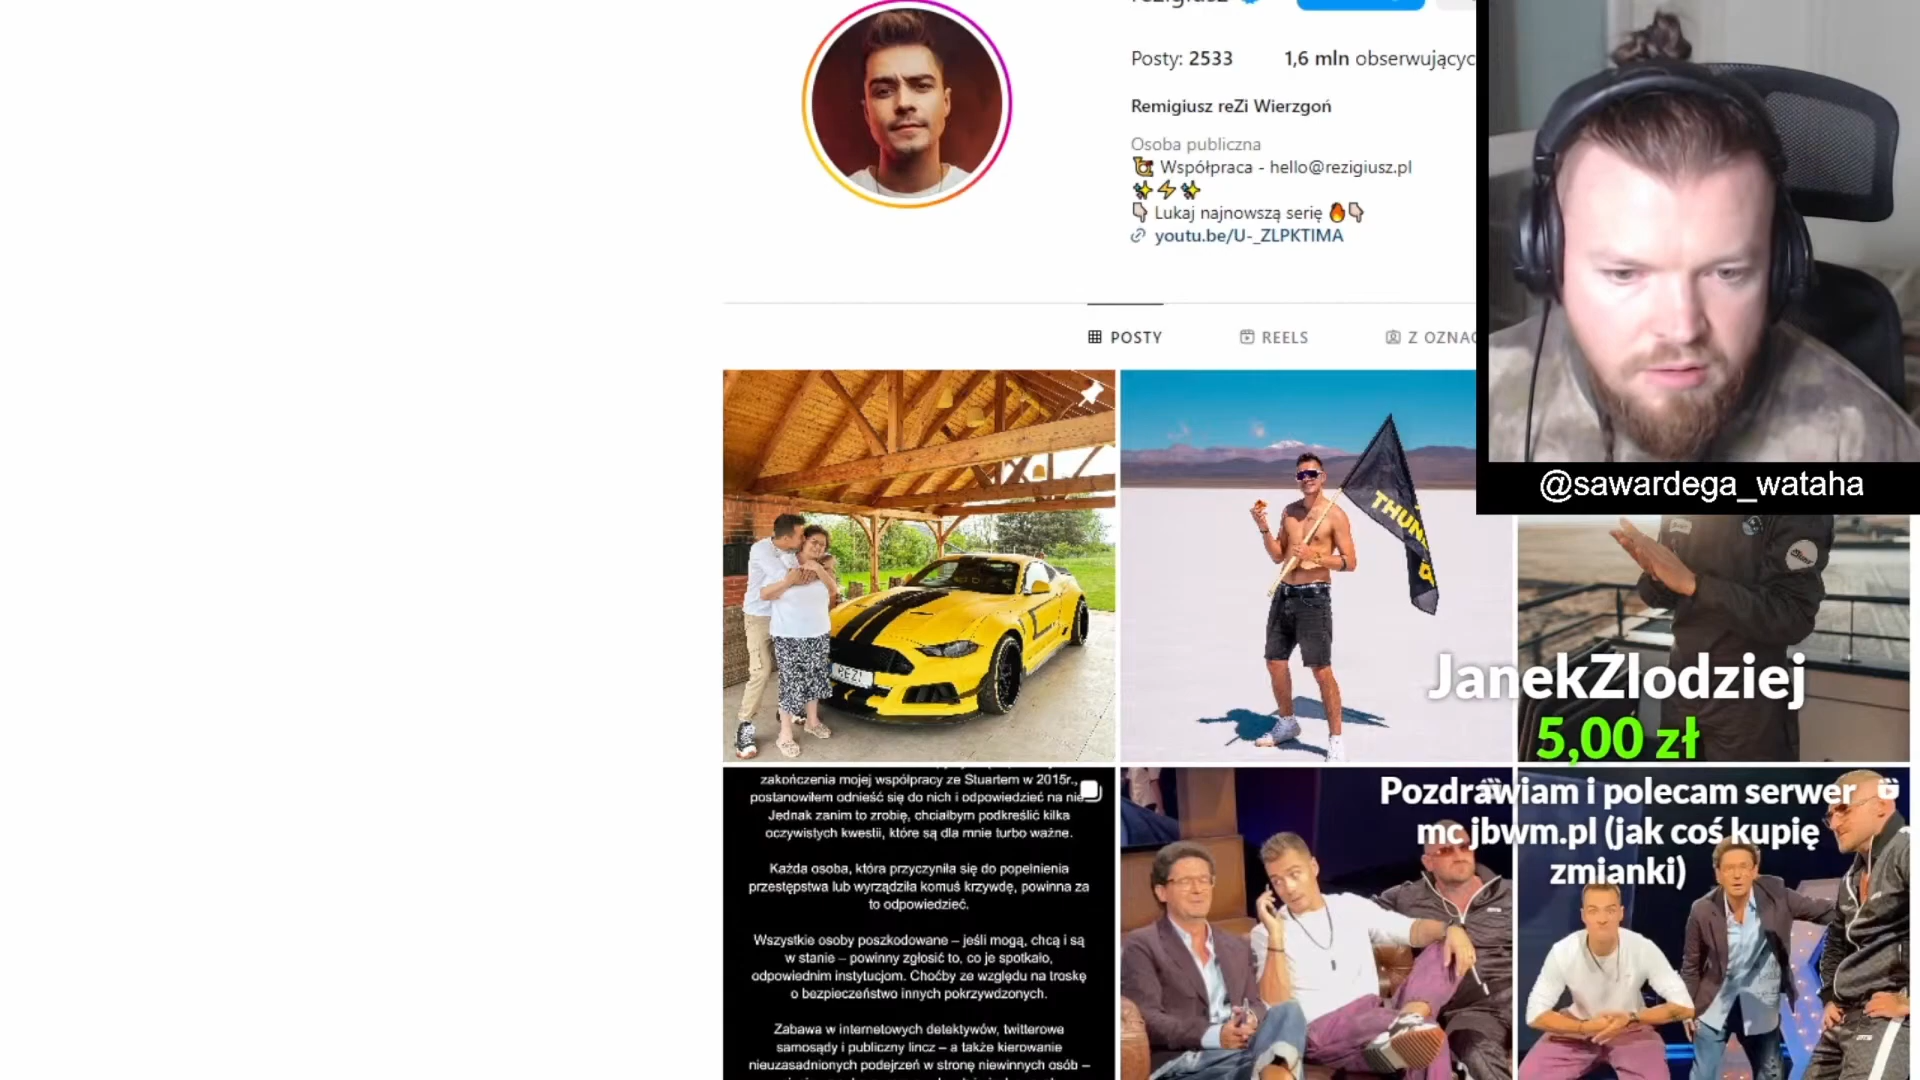 Posty: 2533
1,6 mln obserwując
Remigiusz reZi Wierzgoń
Osoba publiczna
Współpraca - hello@rezigiusz.pl
Lukaj najnowszą serię
youtu.be/U-_ZLPKTIMA
POSTY
REELS
Z OZNAC
@sawardega_wataha
THUN
REZI
JanekZlodziej
5,00 zł
Pozdrawiam i polecam serwer
mc jbwm.pl (jak coś kupię
zmianki)
zakończenia mojej współpracy ze Stuartem w 2015r.,
postanowiłem odnieść się do nich i odpowiedzieć na nie.
Jednak zanim to zrobię, chciałbym podkreślić kilka
oczywistych kwestii, które są dla mnie turbo ważne.
Każda osoba, która przyczyniła się do popełnienia
przestępstwa lub wyrządziła komuś krzywdę, powinna za
to odpowiedzieć.
Wszystkie osoby poszkodowane – jeśli mogą, chcą i są
w stanie – powinny zgłosić to, co je spotkało,
odpowiednim instytucjom. Choćby ze względu na troskę
o bezpieczeństwo innych pokrzywdzonych.
Zabawa w internetowych detektywów, twitterowe
samosądy i publiczny lincz – a także kierowanie
nieuzasadnionych podejrzeń w stronę niewinnych osób –